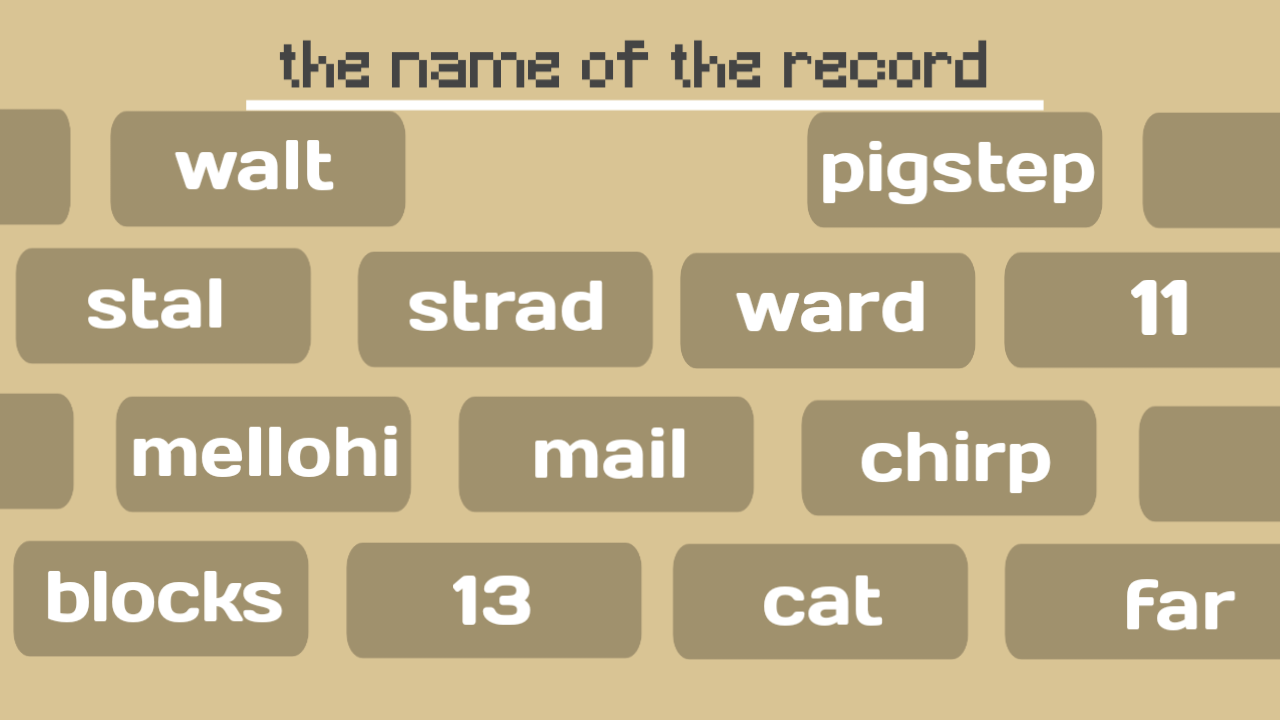 the name of the record
walt pigstep
stal strad ward 11
mellohi mail chirp
blocks 13 cat far